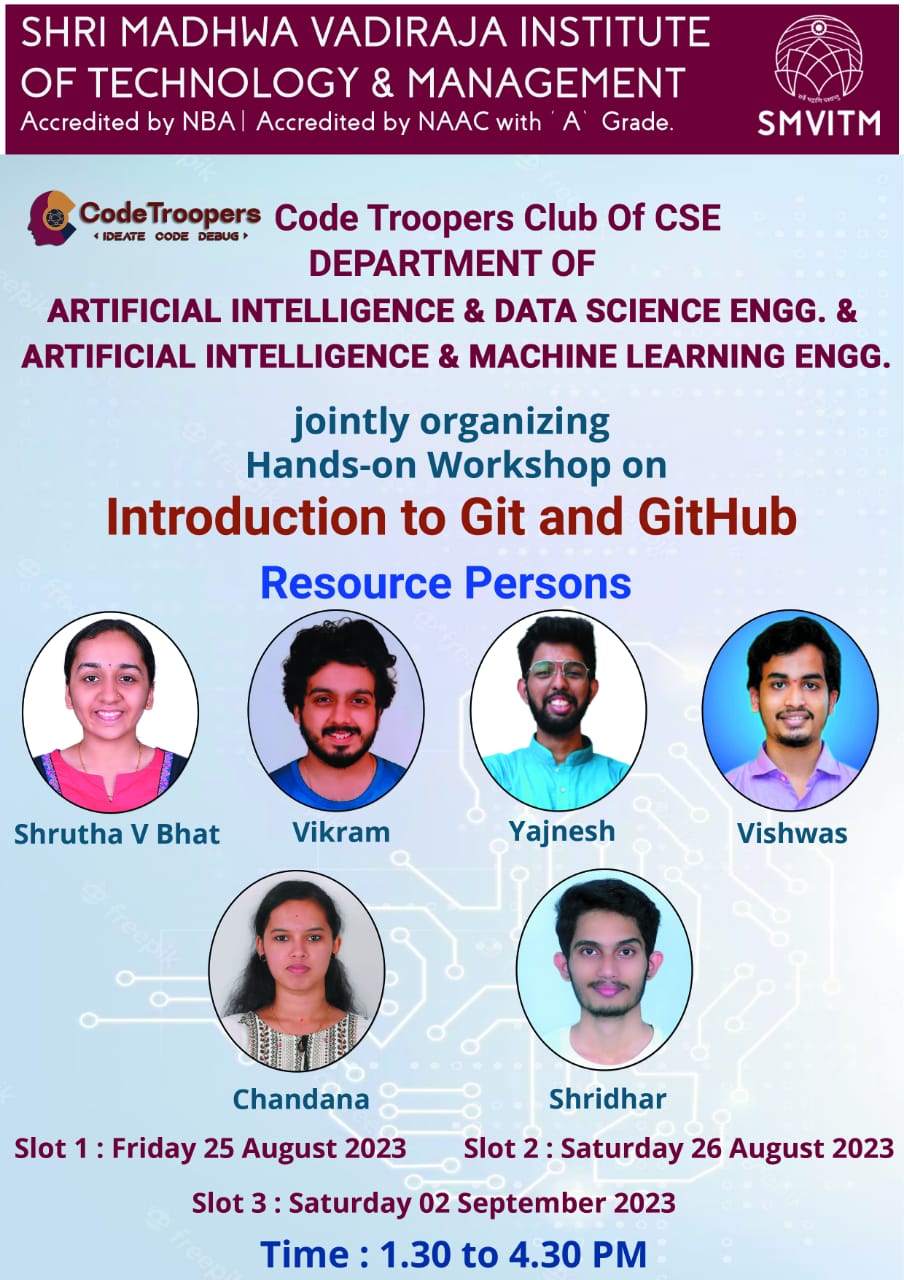 SHRI MADHWA VADIRAJA INSTITUTE
OF TECHNOLOGY & MANAGEMENT
Accredited by NBA| Accredited by NAAC with 'A' Grade.
SMVITM
CodeTroopers
‹ IDEATE CODE DEBUG ›
Code Troopers Club Of CSE
DEPARTMENT OF
ARTIFICIAL INTELLIGENCE & DATA SCIENCE ENGG. &
ARTIFICIAL INTELLIGENCE & MACHINE LEARNING ENGG.
jointly organizing
Hands-on Workshop on
Introduction to Git and GitHub
Resource Persons
Shrutha V Bhat
Vikram
Yajnesh
Vishwas
Chandana
Shridhar
Slot 1 : Friday 25 August 2023
Slot 2 : Saturday 26 August 2023
Slot 3 : Saturday 02 September 2023
Time : 1.30 to 4.30 PM